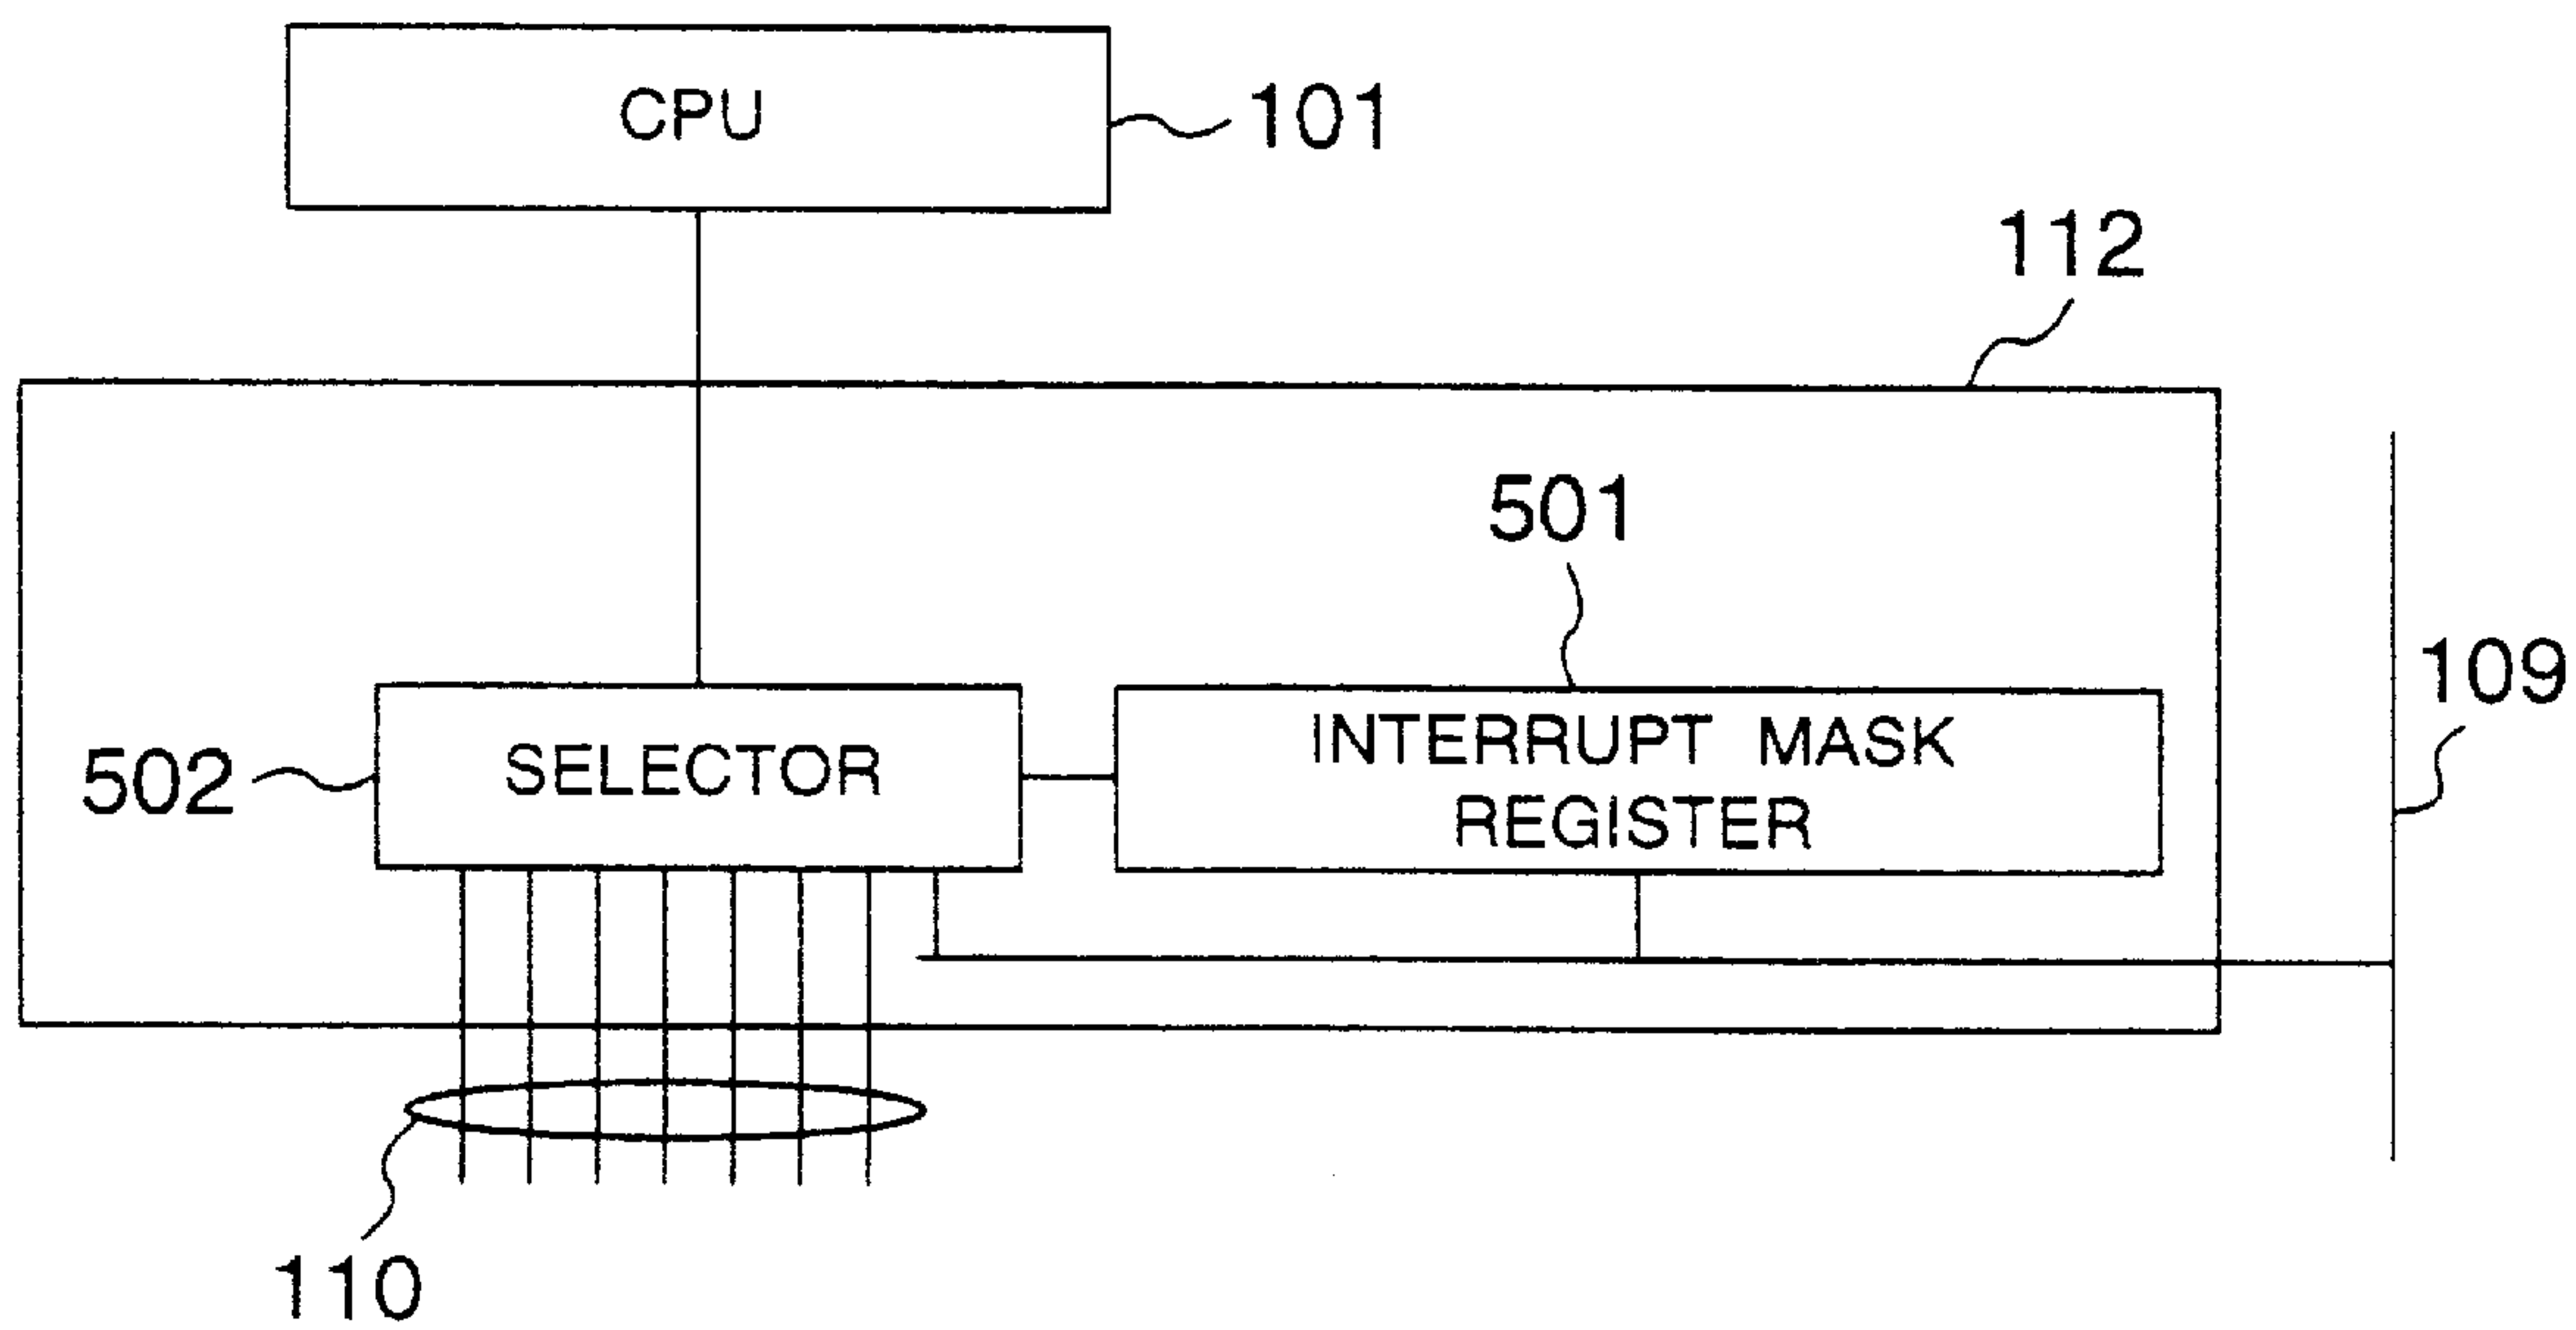 CPU
101
112
501
109
502
SELECTOR
INTERRUPT MASK
REGISTER
110